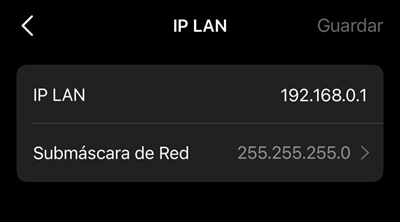 IP LAN
Guardar
IP LAN
192.168.0.1
Submáscara de Red
255.255.255.0